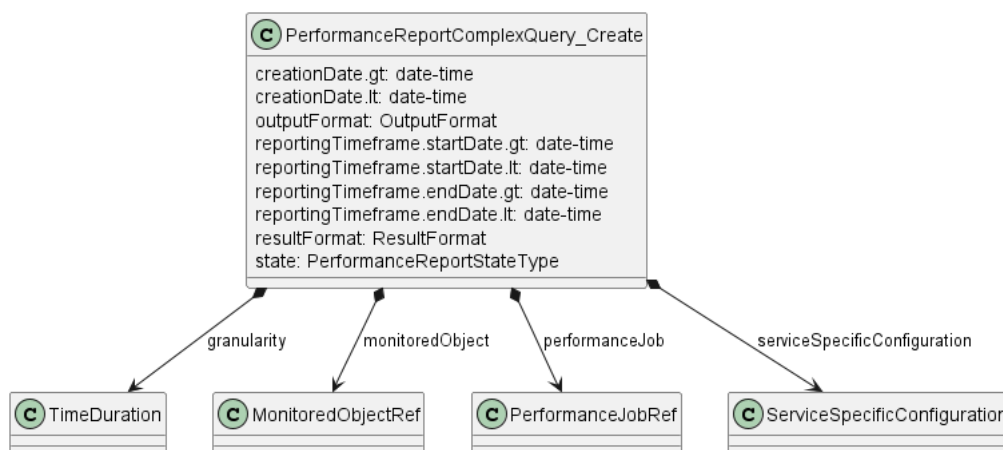 C PerformanceReportComplexQuery_Create
creationDate.gt: date-time
creationDate.lt: date-time
outputFormat: OutputFormat
reportingTimeframe.startDate.gt: date-time
reportingTimeframe.startDate.lt: date-time
reportingTimeframe.endDate.gt: date-time
reportingTimeframe.endDate.lt: date-time
resultFormat: ResultFormat
state: PerformanceReportStateType
granularity monitoredObject performanceJob serviceSpecificConfiguration
C TimeDuration C MonitoredObjectRef C PerformanceJobRef C ServiceSpecificConfiguration